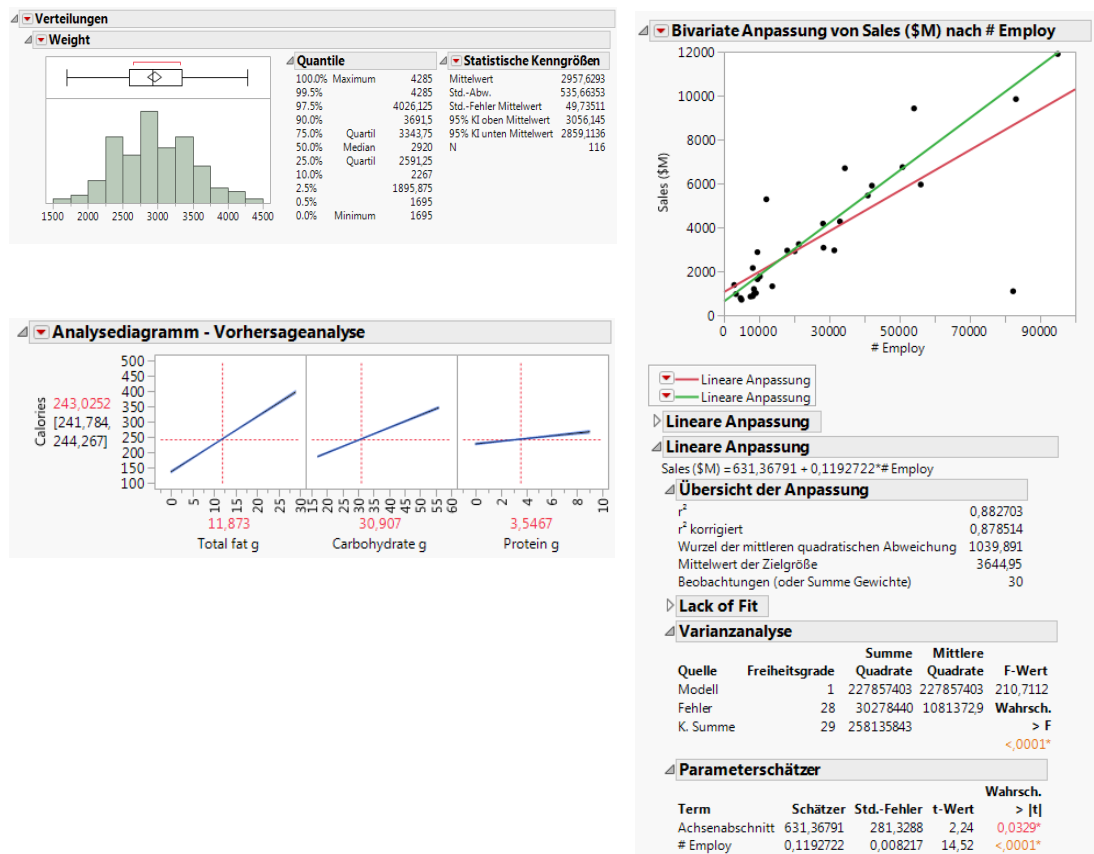 Verteilungen
Weight
1500 2000 2500 3000 3500 4000 4500
Quantile
100.0% Maximum 4285
99.5% 4285
97.5% 4026,125
90.0% 3691,5
75.0% Quartil 3343,75
50.0% Median 2920
25.0% Quartil 2591,25
10.0% 2267
2.5% 1895,875
0.5% 1695
0.0% Minimum 1695
Statistische Kenngrößen
Mittelwert 2957,6293
Std.-Abw. 535,66353
Std.-Fehler Mittelwert 49,73511
95% KI oben Mittelwert 3056,145
95% KI unten Mittelwert 2859,1136
N 116
Analysediagramm - Vorhersageanalyse
Calories
243,0252
[241,784,
244,267]
500
450
400
350
300
250
200
150
100
0 5 10 15 20 25 30
15 20 25 30 35 40 45 50 55 60
0 2 4 6 8 10
11,873 30,907 3,5467
Total fat g Carbohydrate g Protein g
Bivariate Anpassung von Sales ($M) nach # Employ
Sales ($M)
12000
10000
8000
6000
4000
2000
0
0 10000 30000 50000 70000 90000
# Employ
Lineare Anpassung
Lineare Anpassung
Lineare Anpassung
Lineare Anpassung
Sales ($M) = 631,36791 + 0,1192722*# Employ
Übersicht der Anpassung
r² 0,882703
r² korrigiert 0,878514
Wurzel der mittleren quadratischen Abweichung 1039,891
Mittelwert der Zielgröße 3644,95
Beobachtungen (oder Summe Gewichte) 30
Lack of Fit
Varianzanalyse
Summe Mittlere
Quelle Freiheitsgrade Quadrate Quadrate F-Wert
Modell 1 227857403 227857403 210,7112
Fehler 28 30278440 1081372,9 Wahrsch.
K. Summe 29 258135843 > F
<,0001*
Parameterschätzer
Wahrsch.
Term Schätzer Std.-Fehler t-Wert > |t|
Achsenabschnitt 631,36791 281,3288 2,24 0,0329*
# Employ 0,1192722 0,008217 14,52 <,0001*